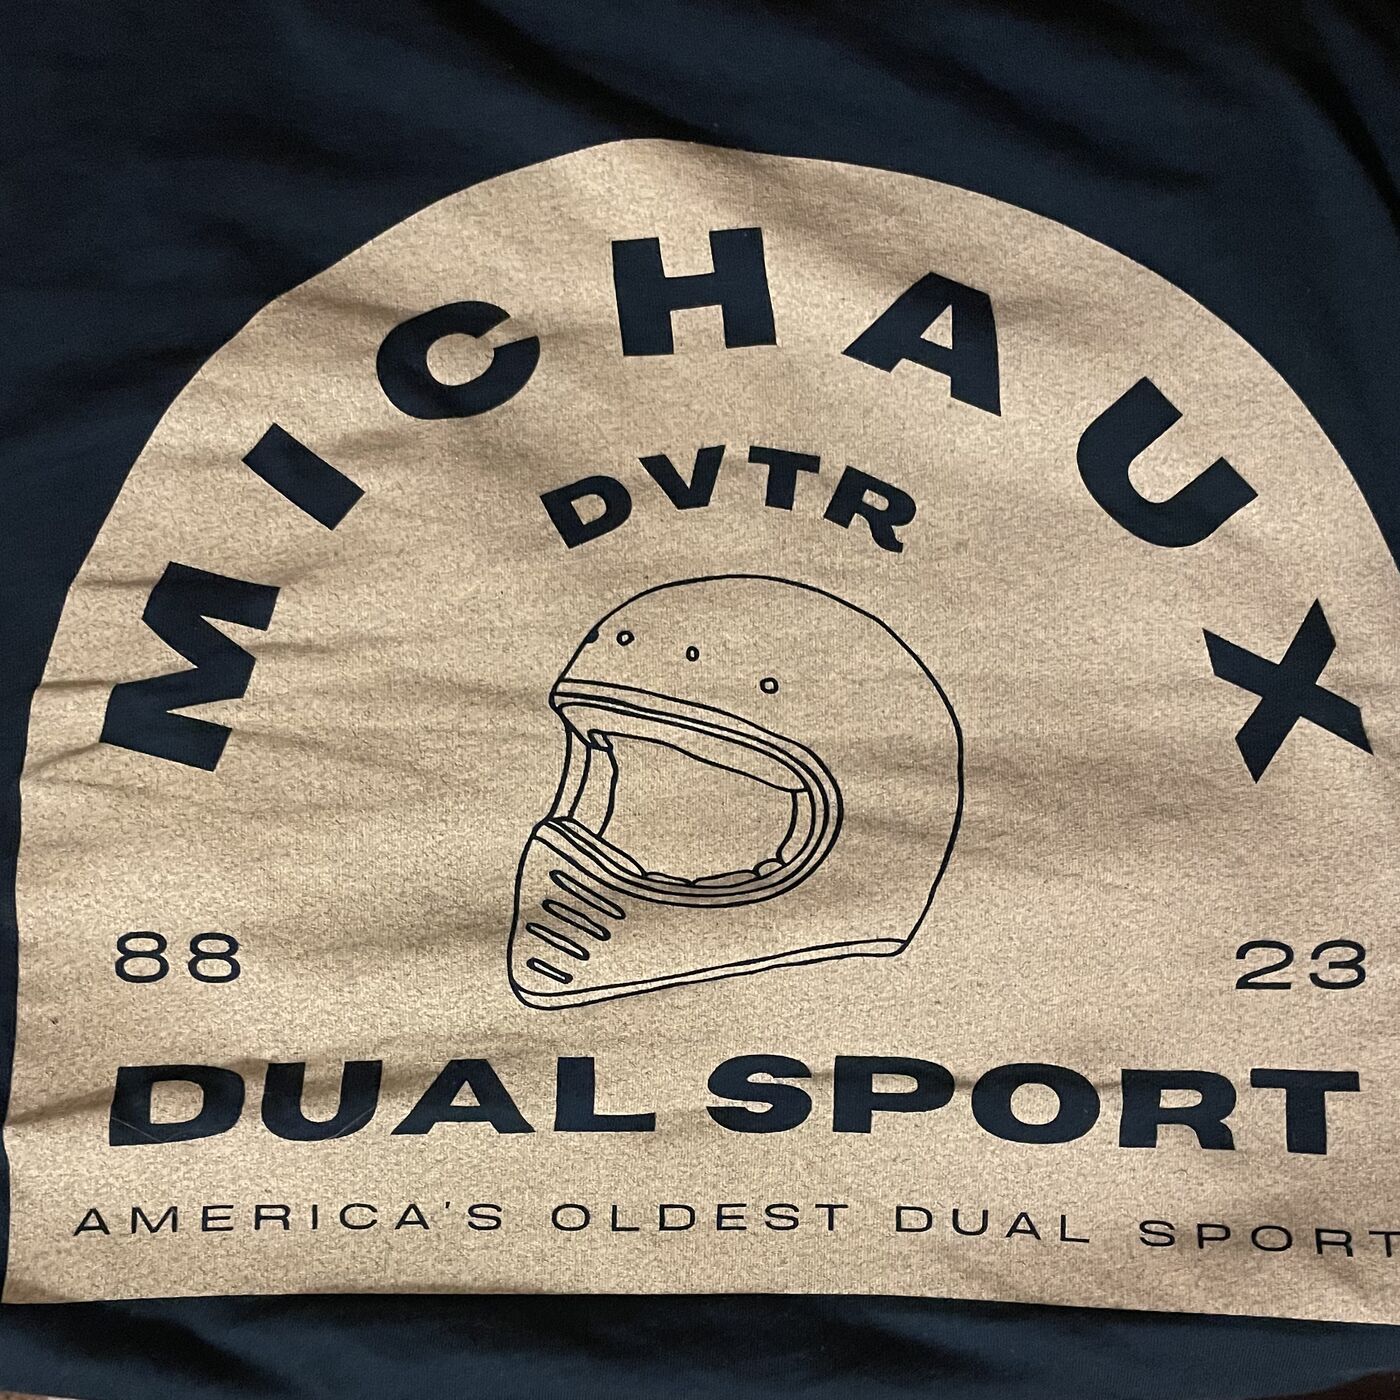 MICHAUX
DVTR
88 23
DUAL SPORT
AMERICA'S OLDEST DUAL SPORT